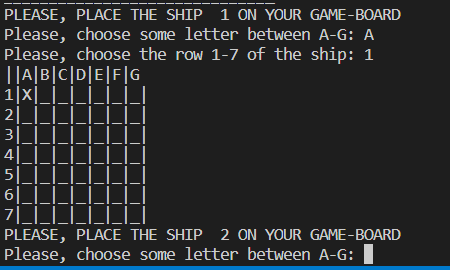 ____________________________
PLEASE, PLACE THE SHIP  1 ON YOUR GAME-BOARD
Please, choose some letter between A-G: A
Please, choose the row 1-7 of the ship: 1
||A|B|C|D|E|F|G
1|X|_|_|_|_|_|_|
2|_|_|_|_|_|_|_|
3|_|_|_|_|_|_|_|
4|_|_|_|_|_|_|_|
5|_|_|_|_|_|_|_|
6|_|_|_|_|_|_|_|
7|_|_|_|_|_|_|_|
PLEASE, PLACE THE SHIP  2 ON YOUR GAME-BOARD
Please, choose some letter between A-G: